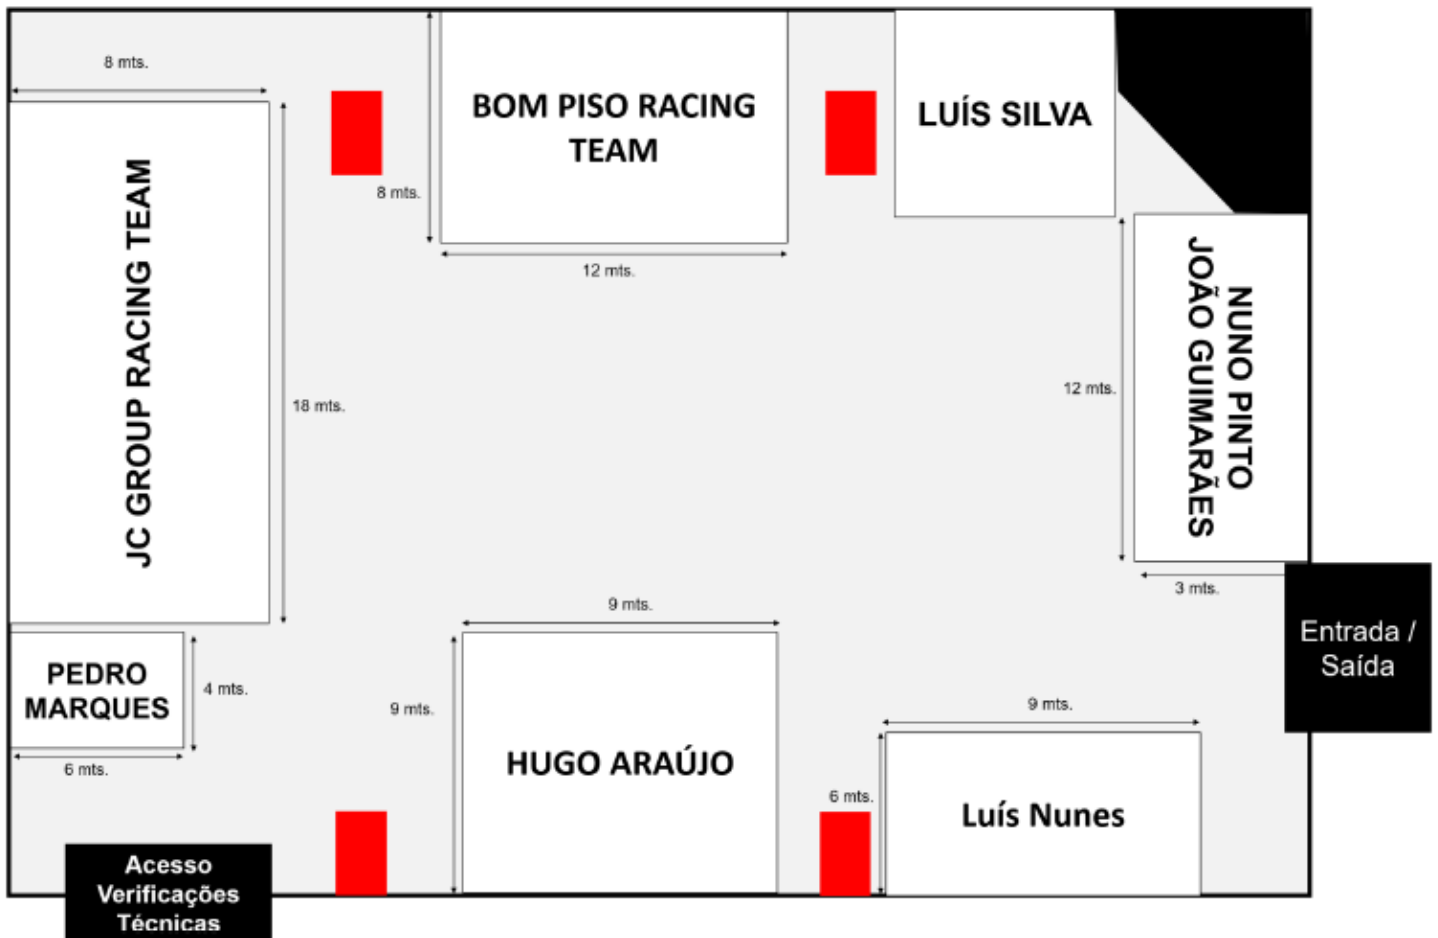 8 mts.
BOM PISO RACING
TEAM
LUÍS SILVA
8 mts.
12 mts.
JC GROUP RACING TEAM
18 mts.
NUNO PINTO
JOÃO GUIMARÃES
12 mts.
3 mts.
Entrada /
Saída
9 mts.
PEDRO
MARQUES
4 mts.
6 mts.
9 mts.
HUGO ARAÚJO
9 mts.
6 mts.
Luís Nunes
Acesso
Verificações
Técnicas